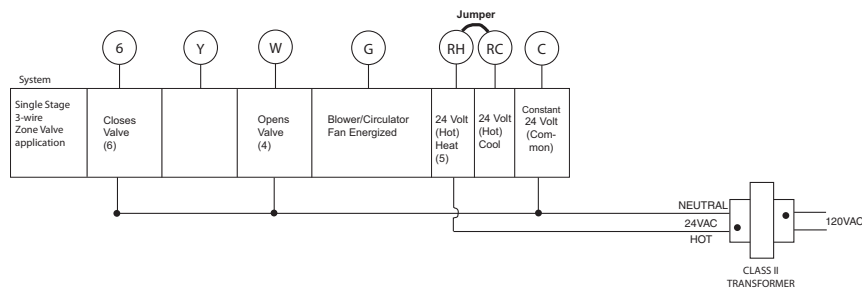 Jumper
6
Y
W
G
RH
RC
C
System
Single Stage
3-wire
Zone Valve
application
Closes
Valve
(6)
Opens
Valve
(4)
Blower/Circulator
Fan Energized
24 Volt
(Hot)
Heat
(5)
24 Volt
(Hot)
Cool
Constant
24 Volt
(Com-
mon)
NEUTRAL
24VAC
HOT
120VAC
CLASS II
TRANSFORMER